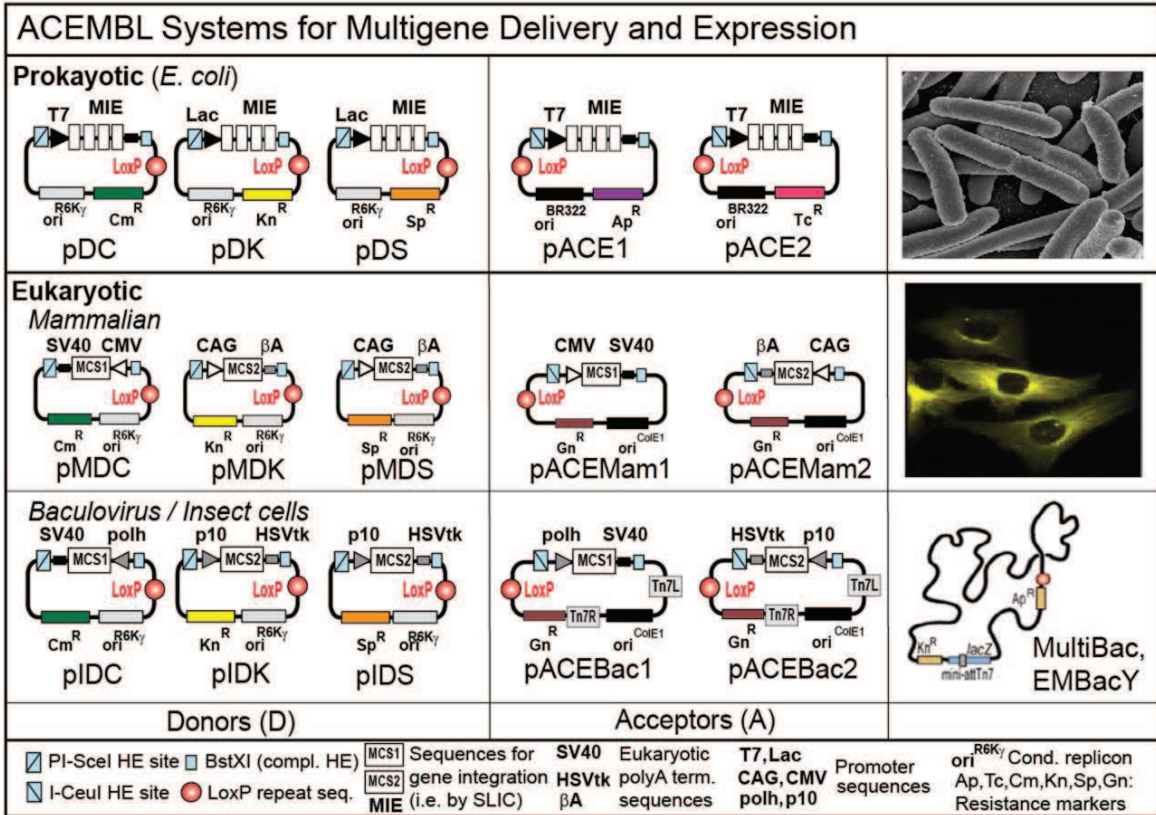 ACEMBL Systems for Multigene Delivery and Expression
Prokayotic (E. coli)
T7 MIE
LoxP
ori R6Kγ Cm R
pDC
Lac MIE
LoxP
ori R6Kγ Kn R
pDK
Lac MIE
LoxP
ori R6Kγ Sp R
pDS
T7 MIE
LoxP
ori BR322 Ap R
pACE1
T7 MIE
LoxP
ori BR322 Tc R
pACE2
Eukaryotic
Mammalian
SV40 CMV
MCS1
LoxP
Cm R ori R6Kγ
pMDC
CAG βA
MCS2
LoxP
Kn R ori R6Kγ
pMDK
CAG βA
MCS2
LoxP
Sp R ori R6Kγ
pMDS
CMV SV40
MCS1
LoxP
Gn R ori ColE1
pACEMam1
βA CAG
MCS2
LoxP
Gn R ori ColE1
pACEMam2
Baculovirus / Insect cells
SV40 polh
MCS1
LoxP
Cm R ori R6Kγ
pIDC
p10 HSVtk
MCS2
LoxP
Kn R ori R6Kγ
pIDK
p10 HSVtk
MCS2
LoxP
Sp R ori R6Kγ
pIDS
polh SV40
MCS1
Tn7L
LoxP
Gn R Tn7R ori ColE1
pACEBac1
HSVtk p10
MCS2
Tn7L
LoxP
Gn R Tn7R ori ColE1
pACEBac2
Ap R
Kn R lacZ
mini-attTn7
MultiBac,
EMBacY
Donors (D)
Acceptors (A)
PI-SceI HE site BstXI (compl. HE)
I-CeuI HE site LoxP repeat seq.
MCS1 Sequences for
MCS2 gene integration
MIE (i.e. by SLIC)
SV40 Eukaryotic
HSVtk polyA term.
βA sequences
T7,Lac
CAG,CMV
polh,p10
Promoter
sequences
ori R6Kγ Cond. replicon
Ap,Tc,Cm,Kn,Sp,Gn:
Resistance markers